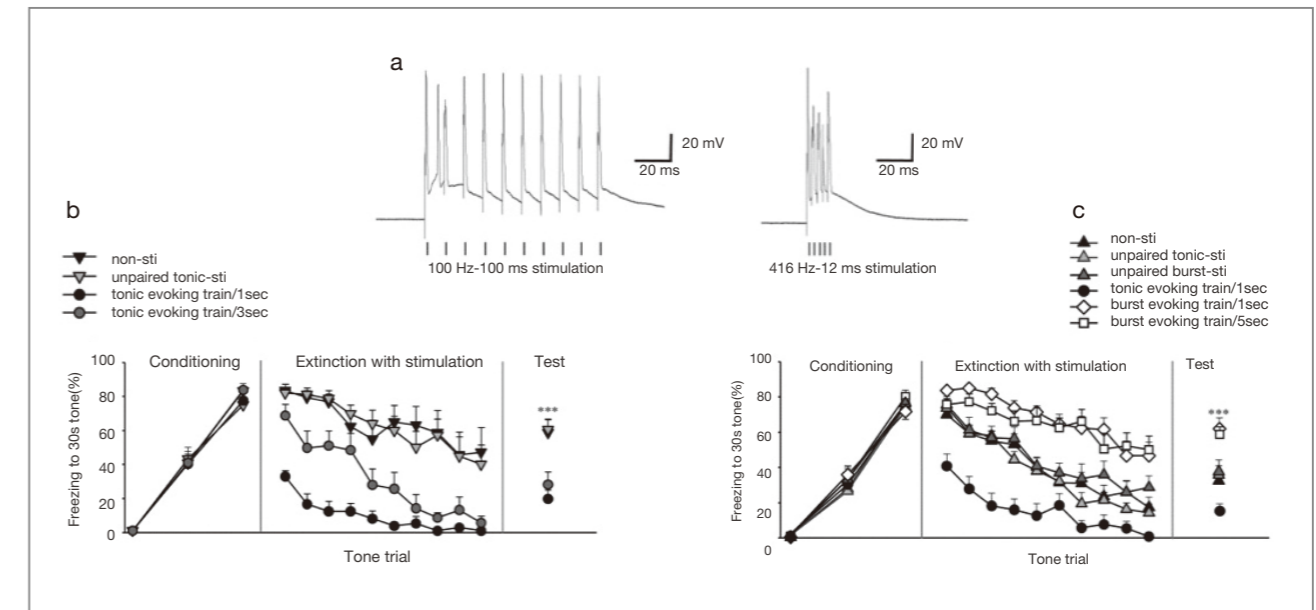 a
20 mV
20 ms
20 mV
20 ms
100 Hz-100 ms stimulation
416 Hz-12 ms stimulation
b
non-sti
unpaired tonic-sti
tonic evoking train/1sec
tonic evoking train/3sec
Freezing to 30s tone(%)
100
80
60
40
20
0
Conditioning
Extinction with stimulation
Test
***
Tone trial
c
non-sti
unpaired tonic-sti
unpaired burst-sti
tonic evoking train/1sec
burst evoking train/1sec
burst evoking train/5sec
Freezing to 30s tone(%)
100
80
60
40
20
0
Conditioning
Extinction with stimulation
Test
***
Tone trial